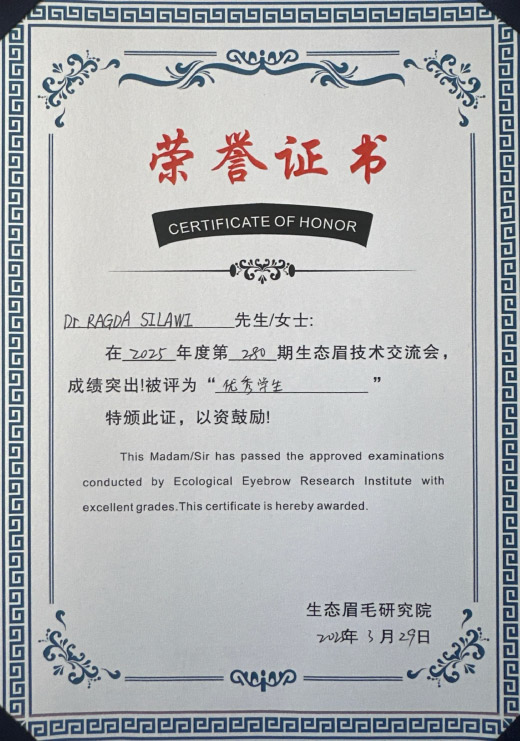 荣誉证书
CERTIFICATE OF HONOR
Dr. RAGDA SILAWI 先生/女士:
在 2025 年度第 280 期生态眉技术交流会，
成绩突出!被评为“优秀学生”
特颁此证，以资鼓励!
This Madam/Sir has passed the approved examinations
conducted by Ecological Eyebrow Research Institute with
excellent grades.This certificate is hereby awarded.
生态眉毛研究院
2025年 3 月 29日